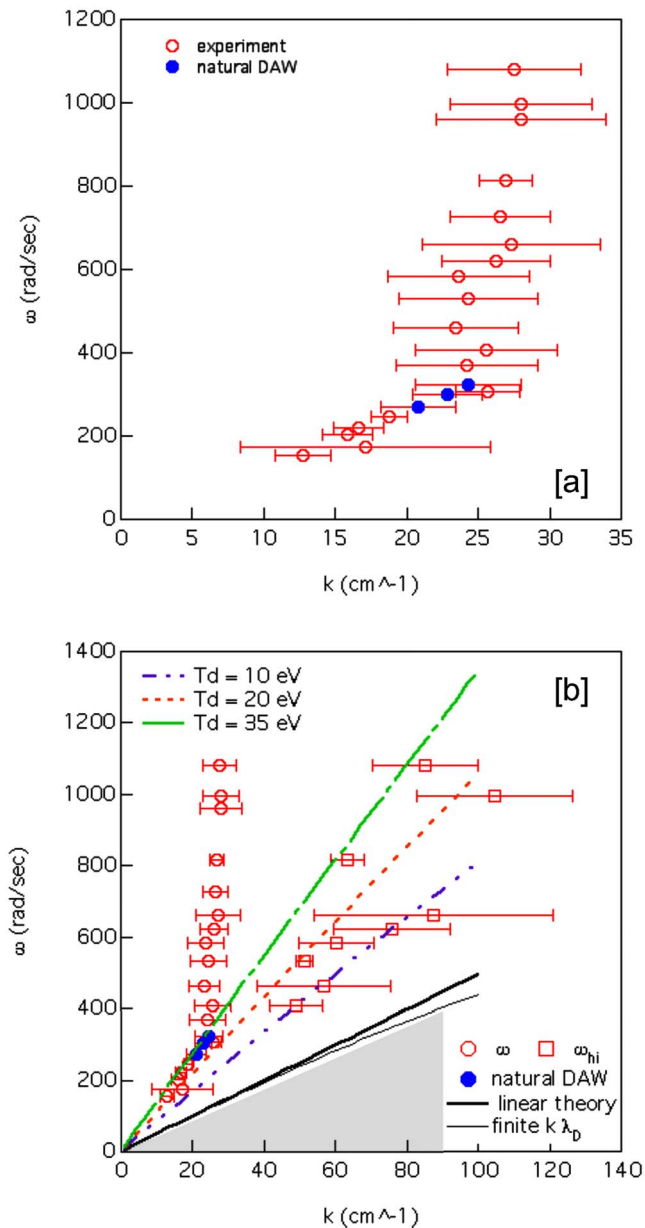 experiment
natural DAW
1000
800
600
400
200
0
ω (rad/sec)
[a]
0 5 10 15 20 25 30 35
k (cm^-1)
1400
1200
1000
800
600
400
200
0
ω (rad/sec)
Td = 10 eV
Td = 20 eV
Td = 35 eV
[b]
ω ω_hi
natural DAW
linear theory
finite k λ_D
0 20 40 60 80 100 120 140
k (cm^-1)